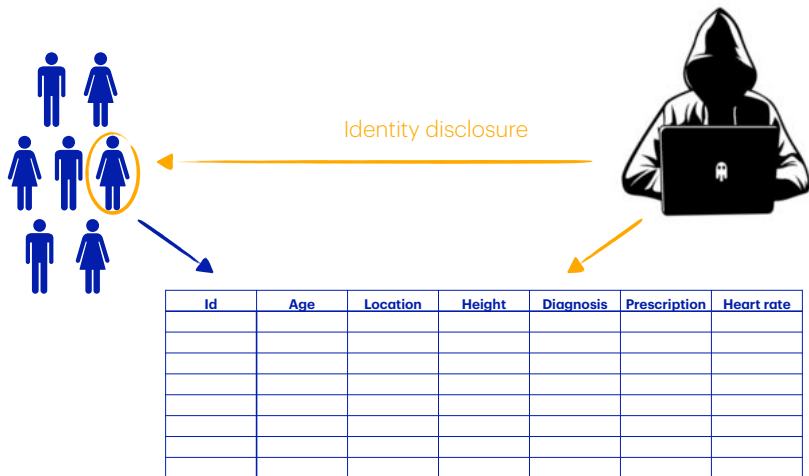 Identity disclosure
Id Age Location Height Diagnosis Prescription Heart rate